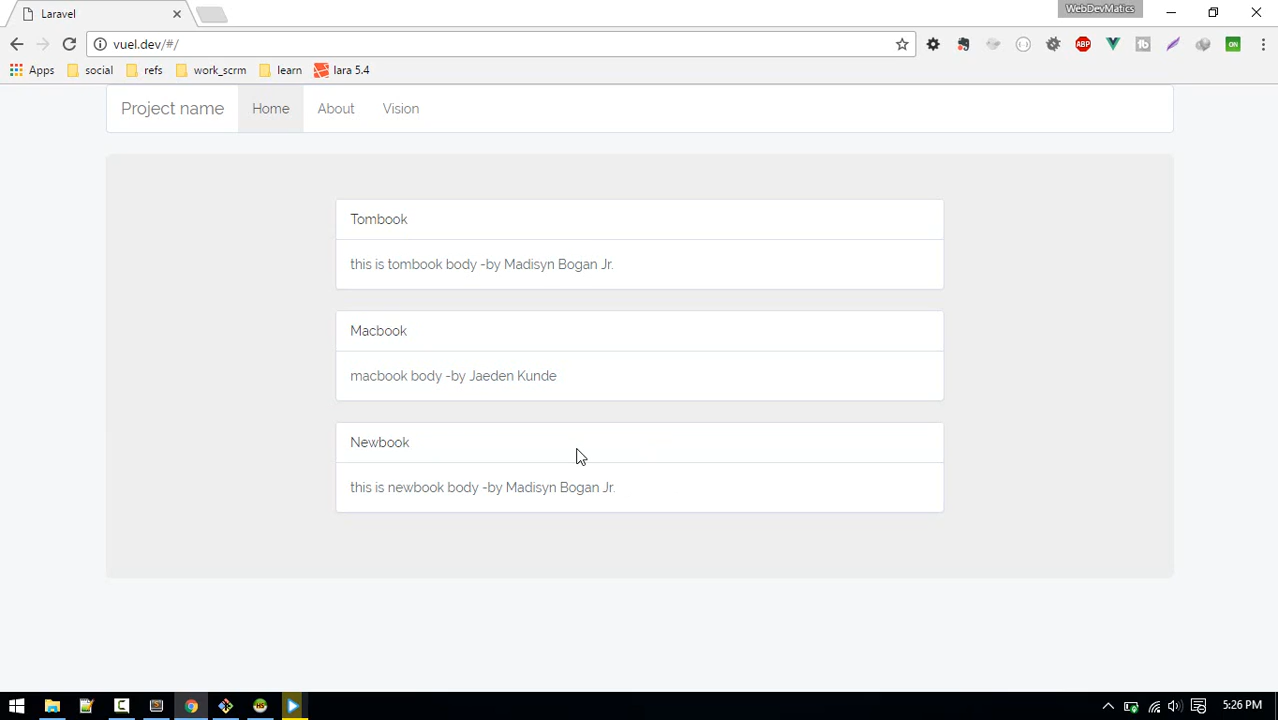 Laravel
WebDevMatics
vuel.dev/#/
Apps
social
refs
work_scrm
learn
lara 5.4
ABP
ON
Project name
Home
About
Vision
Tombook
this is tombook body -by Madisyn Bogan Jr.
Macbook
macbook body -by Jaeden Kunde
Newbook
this is newbook body -by Madisyn Bogan Jr.
5:26 PM